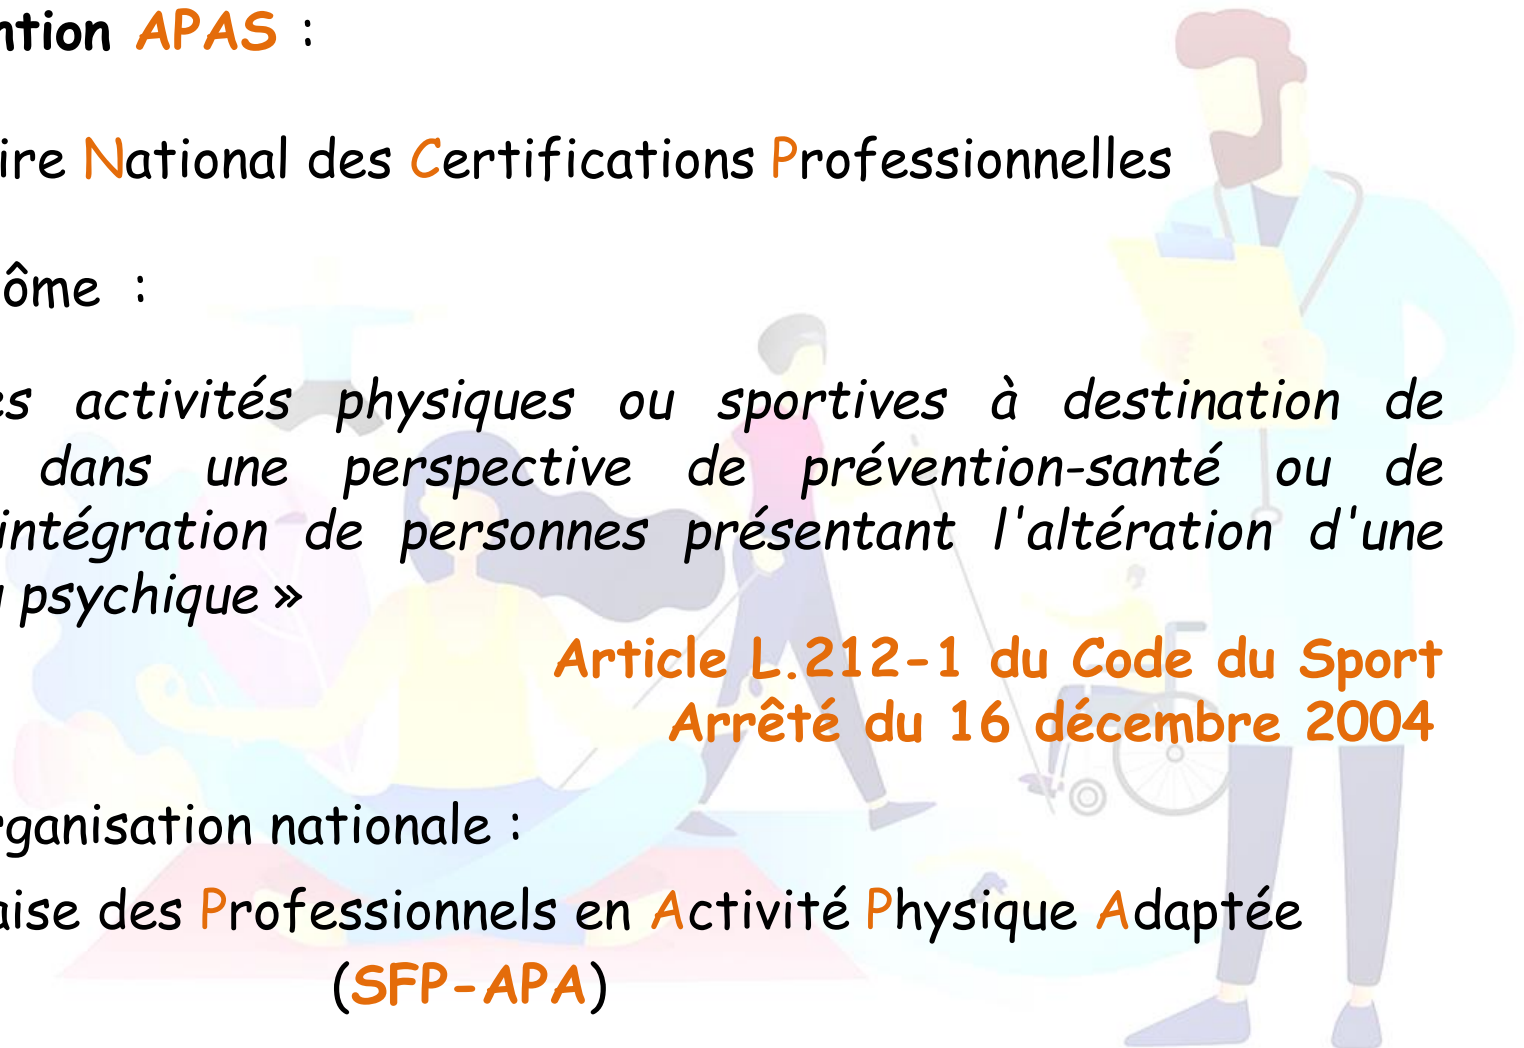 ntion APAS :
ire National des Certifications Professionnelles
ôme :
es activités physiques ou sportives à destination de
dans une perspective de prévention-santé ou de
intégration de personnes présentant l'altération d'une
psychique »
Article L.212-1 du Code du Sport
Arrêté du 16 décembre 2004
rganisation nationale :
aise des Professionnels en Activité Physique Adaptée
(SFP-APA)